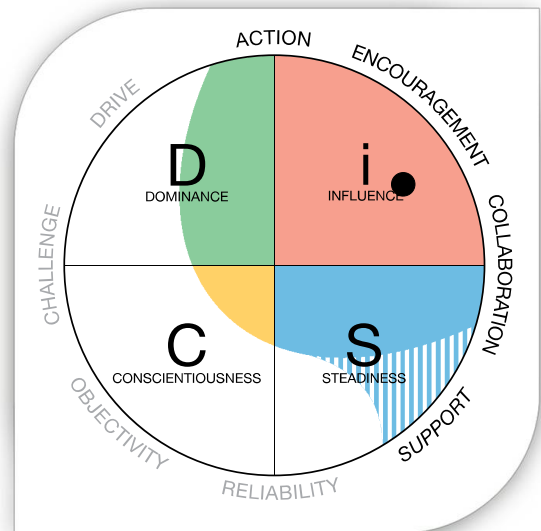 ACTION
ENCOURAGEMENT
DRIVE
D
DOMINANCE
i
INFLUENCE
CHALLENGE
COLLABORATION
C
CONSCIENTIOUSNESS
S
STEADINESS
OBJECTIVITY
SUPPORT
RELIABILITY